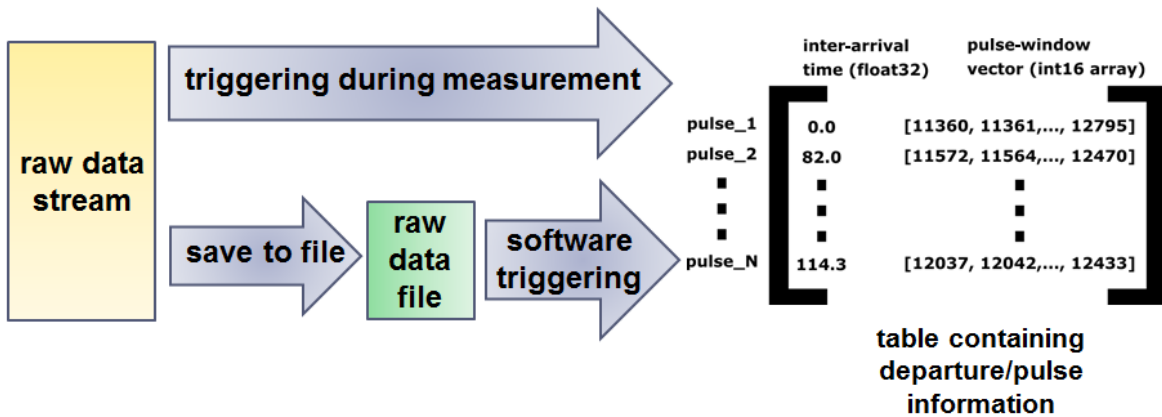 raw data
stream
triggering during measurement
save to file
raw
data
file
software
triggering
inter-arrival
time (float32)
pulse-window
vector (int16 array)
pulse_1 0.0 [11360, 11361,..., 12795]
pulse_2 82.0 [11572, 11564,..., 12470]
pulse_N 114.3 [12037, 12042,..., 12433]
table containing
departure/pulse
information